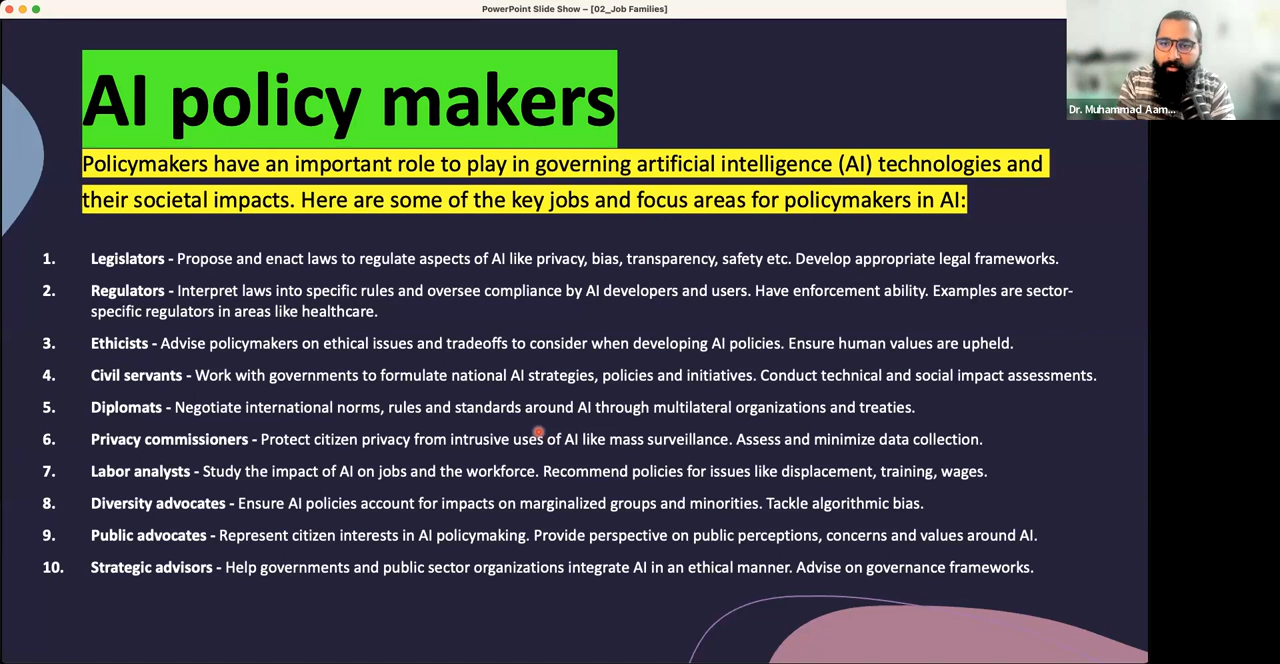 PowerPoint Slide Show – [02_Job Families]
AI policy makers
Dr. Muhammad Aam...
Policymakers have an important role to play in governing artificial intelligence (AI) technologies and
their societal impacts. Here are some of the key jobs and focus areas for policymakers in AI:
1. Legislators - Propose and enact laws to regulate aspects of AI like privacy, bias, transparency, safety etc. Develop appropriate legal frameworks.
2. Regulators - Interpret laws into specific rules and oversee compliance by AI developers and users. Have enforcement ability. Examples are sector-
specific regulators in areas like healthcare.
3. Ethicists - Advise policymakers on ethical issues and tradeoffs to consider when developing AI policies. Ensure human values are upheld.
4. Civil servants - Work with governments to formulate national AI strategies, policies and initiatives. Conduct technical and social impact assessments.
5. Diplomats - Negotiate international norms, rules and standards around AI through multilateral organizations and treaties.
6. Privacy commissioners - Protect citizen privacy from intrusive uses of AI like mass surveillance. Assess and minimize data collection.
7. Labor analysts - Study the impact of AI on jobs and the workforce. Recommend policies for issues like displacement, training, wages.
8. Diversity advocates - Ensure AI policies account for impacts on marginalized groups and minorities. Tackle algorithmic bias.
9. Public advocates - Represent citizen interests in AI policymaking. Provide perspective on public perceptions, concerns and values around AI.
10. Strategic advisors - Help governments and public sector organizations integrate AI in an ethical manner. Advise on governance frameworks.